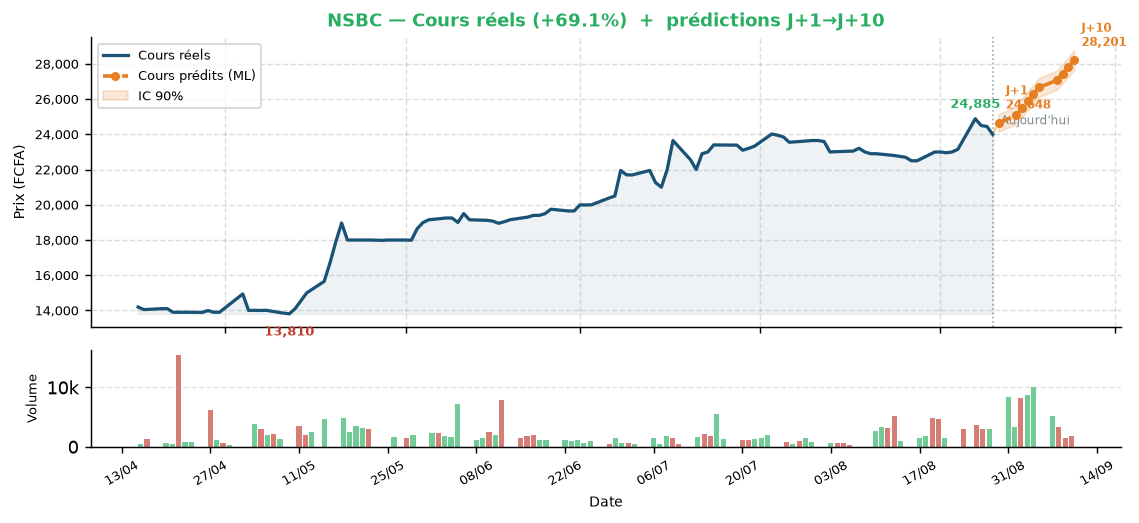 NSBC — Cours réels (+69.1%) + prédictions J+1→J+10
Cours réels
Cours prédits (ML)
IC 90%
J+10
28,201
24,885
J+1
24,648
Aujourd'hui
13,810
Prix (FCFA)
28,000
26,000
24,000
22,000
20,000
18,000
16,000
14,000
Volume
10k
0
13/04
27/04
11/05
25/05
08/06
22/06
06/07
20/07
03/08
17/08
31/08
14/09
Date